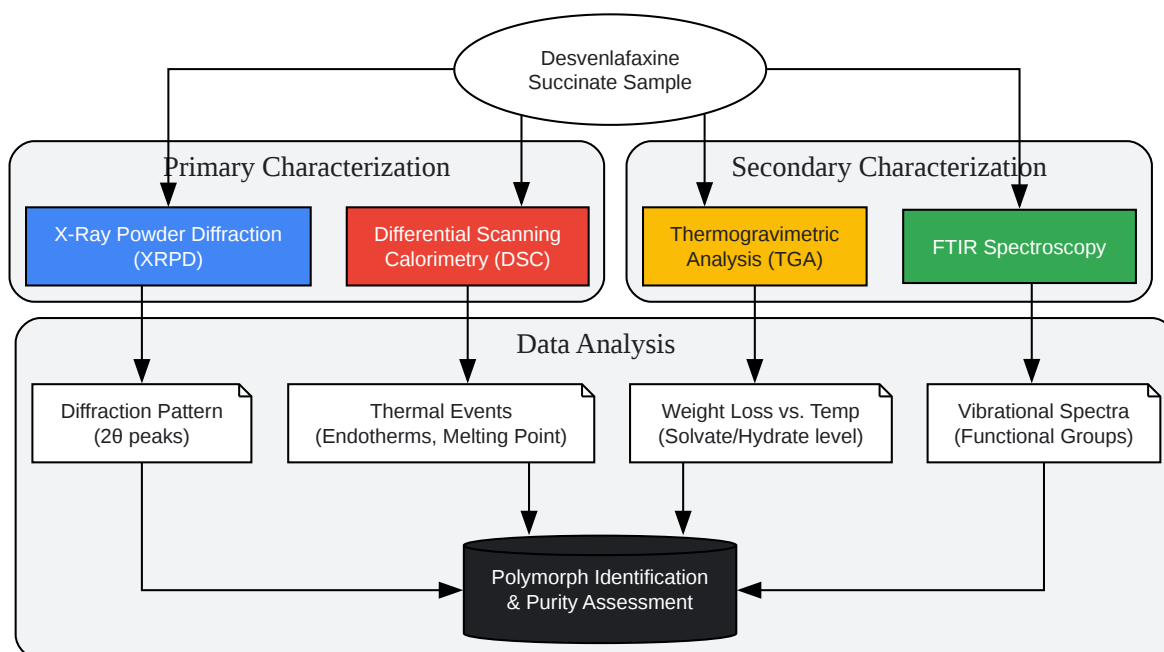 Desvenlafaxine
Succinate Sample
Primary Characterization
Secondary Characterization
X-Ray Powder Diffraction
(XRPD)
Differential Scanning
Calorimetry (DSC)
Thermogravimetric
Analysis (TGA)
FTIR Spectroscopy
Data Analysis
Diffraction Pattern
(2θ peaks)
Thermal Events
(Endotherms, Melting Point)
Weight Loss vs. Temp
(Solvate/Hydrate level)
Vibrational Spectra
(Functional Groups)
Polymorph Identification
& Purity Assessment